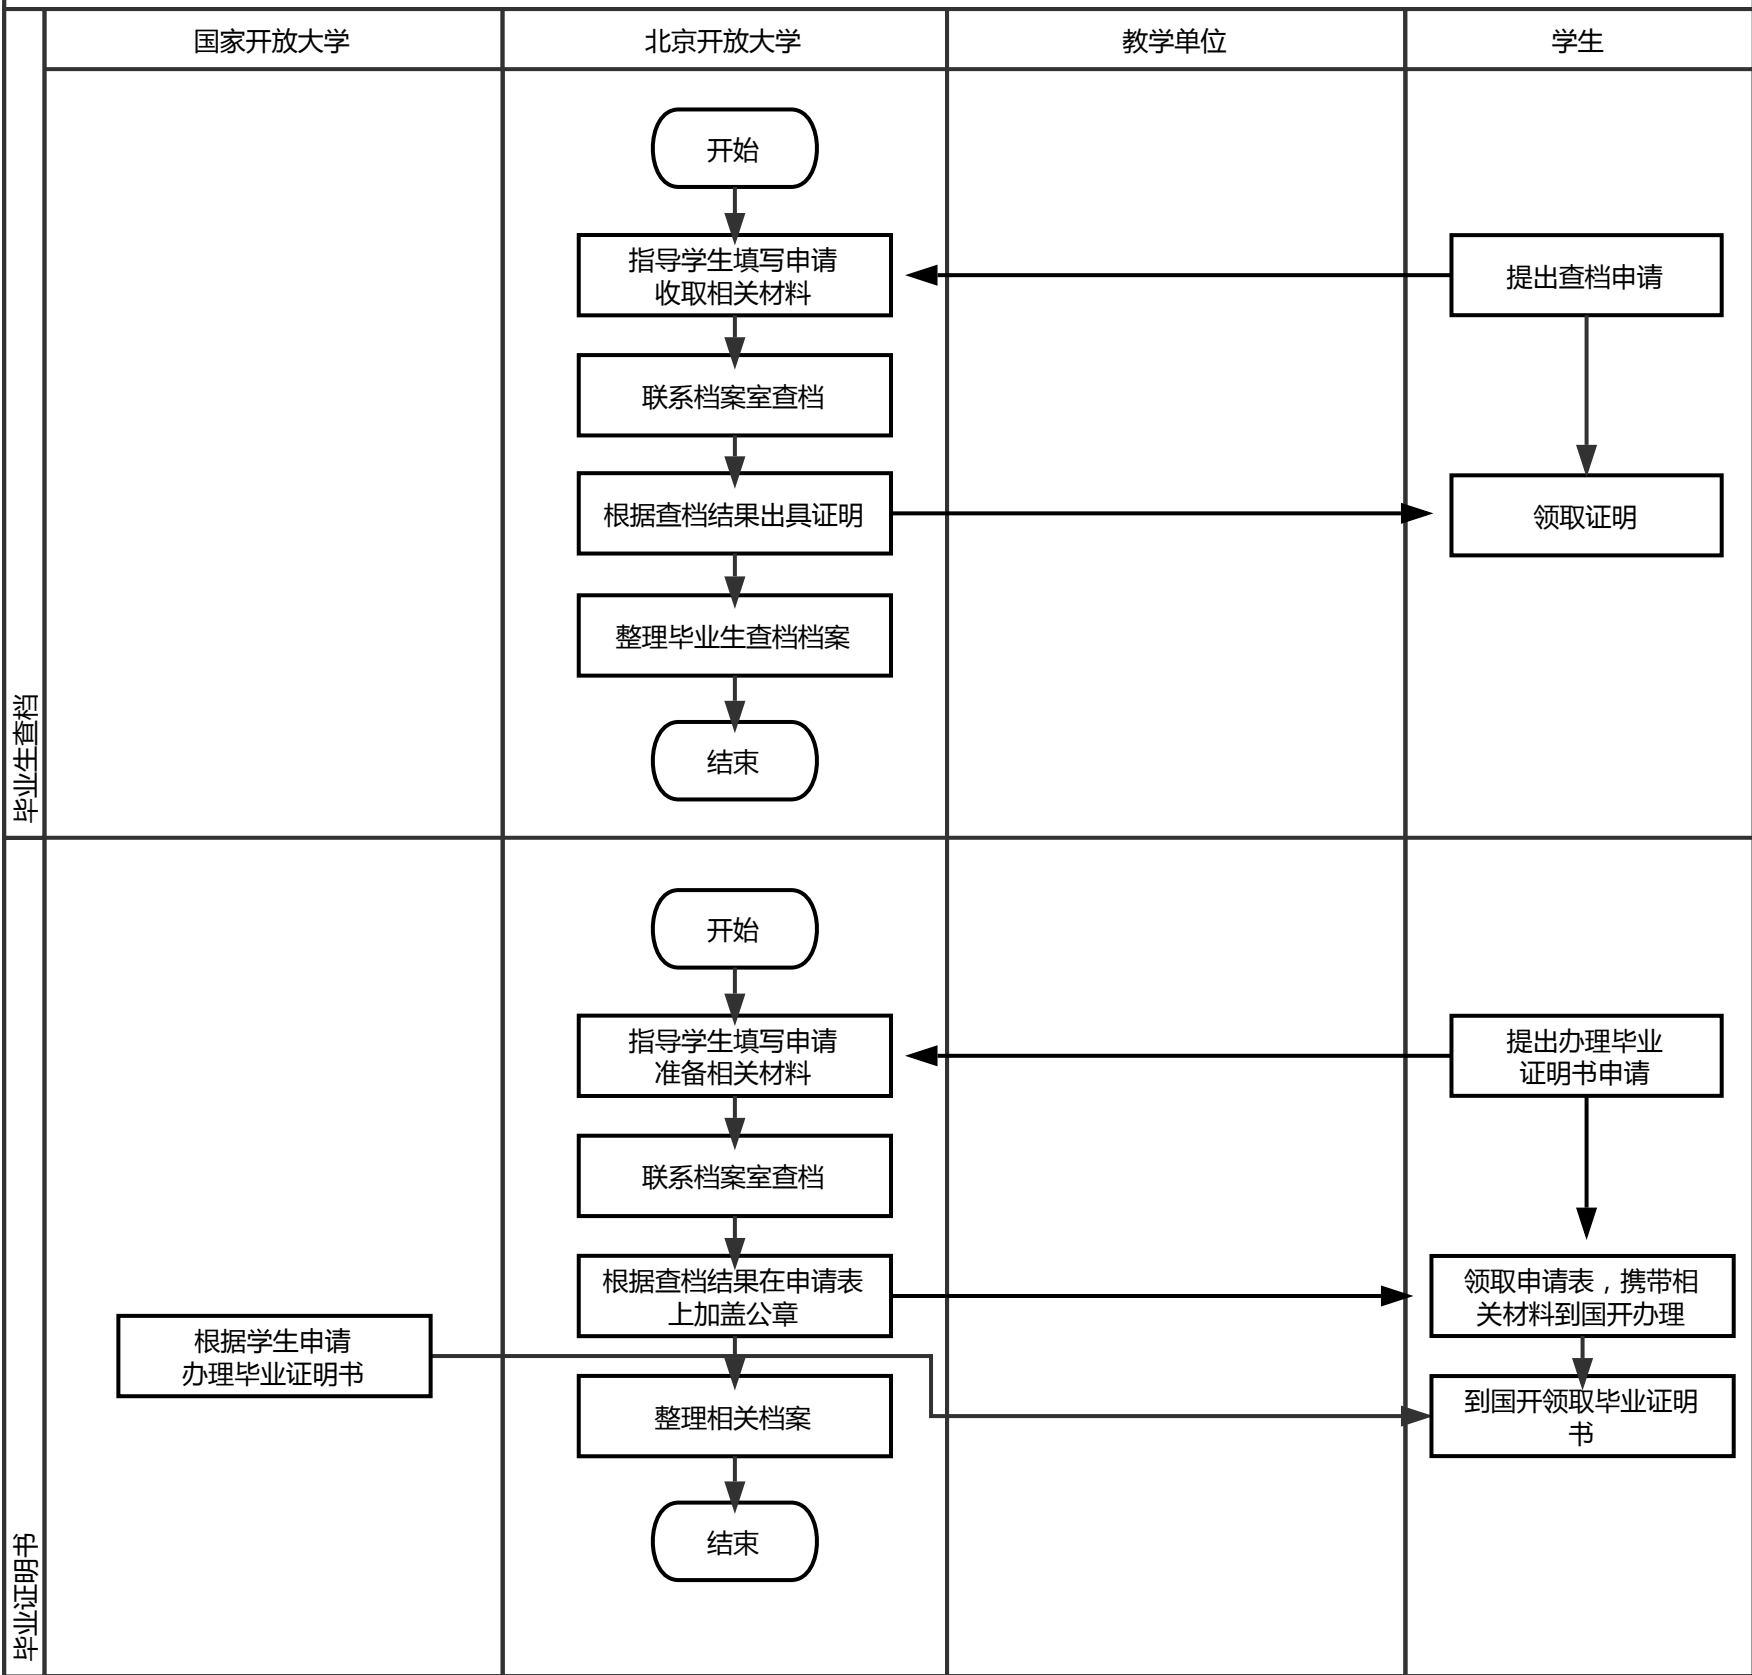 国家开放大学
北京开放大学
教学单位
学生
毕业生查档
开始
指导学生填写申请
收取相关材料
提出查档申请
联系档案室查档
根据查档结果出具证明
领取证明
整理毕业生查档档案
结束
毕业证明书
开始
指导学生填写申请
准备相关材料
提出办理毕业
证明书申请
联系档案室查档
根据查档结果在申请表
上加盖公章
领取申请表，携带相
关材料到国开办理
根据学生申请
办理毕业证明书
整理相关档案
到国开领取毕业证明
书
结束